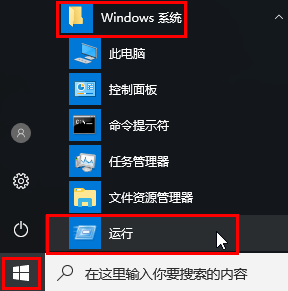 Windows 系统
此电脑
控制面板
命令提示符
任务管理器
文件资源管理器
运行
在这里输入你要搜索的内容